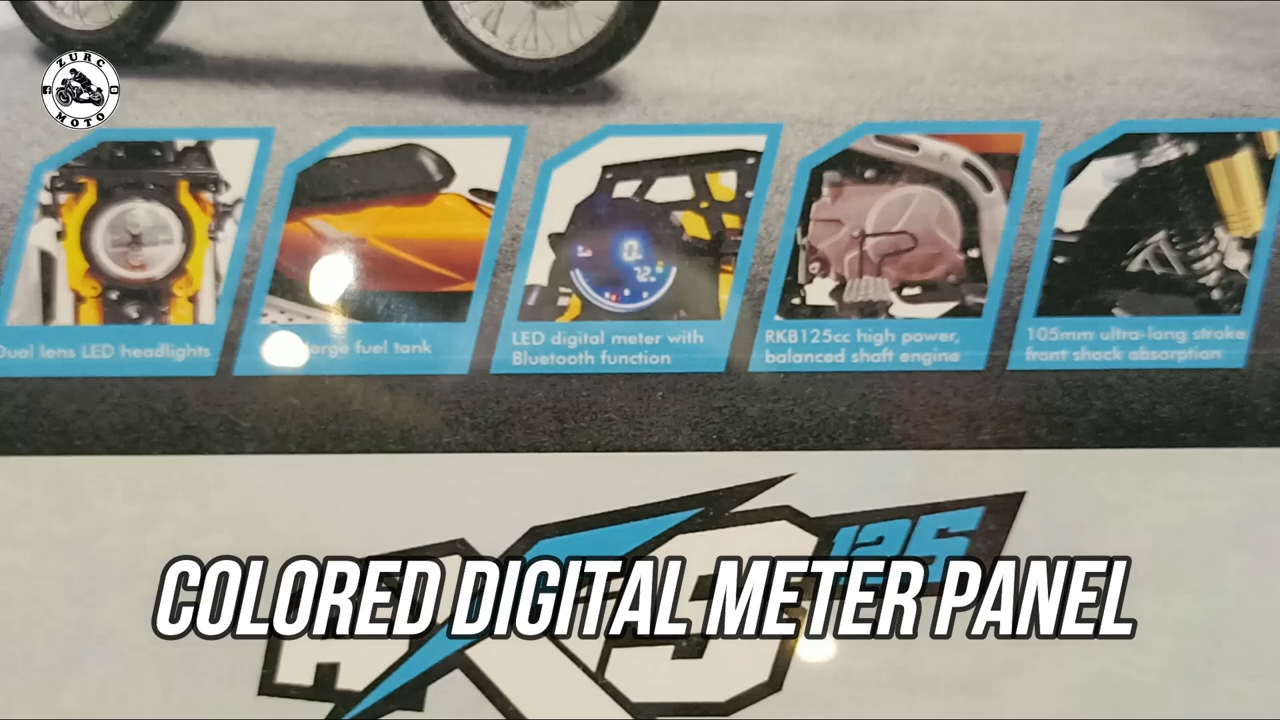 ZURC
MOTO
Dual lens LED headlights
large fuel tank
LED digital meter with
Bluetooth function
RKB125cc high power,
balanced shaft engine
105mm ultra-long stroke
front shock absorption
125
COLORED DIGITAL METER PANEL